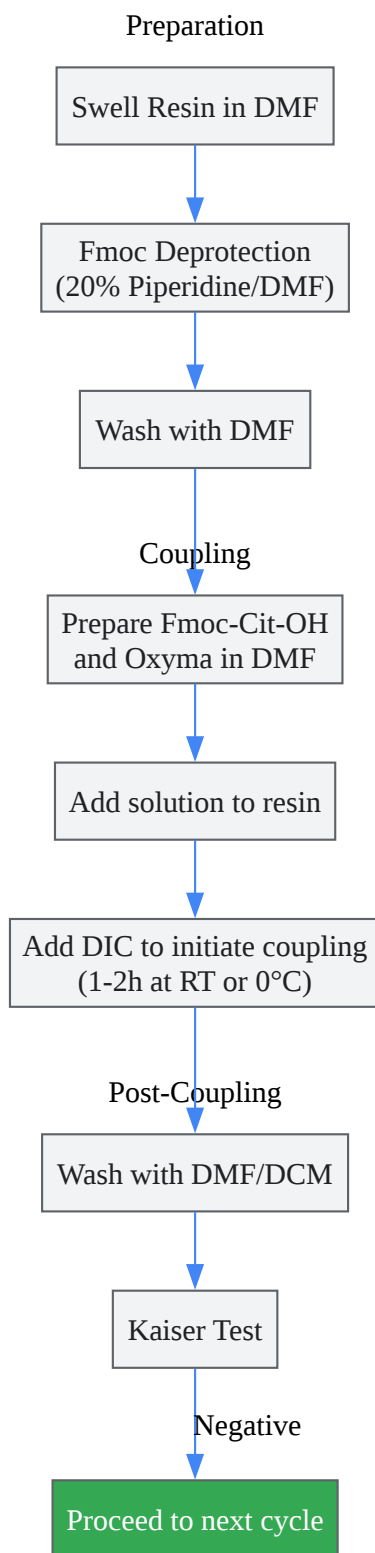 Preparation
Swell Resin in DMF
Fmoc Deprotection
(20% Piperidine/DMF)
Wash with DMF
Coupling
Prepare Fmoc-Cit-OH
and Oxyma in DMF
Add solution to resin
Add DIC to initiate coupling
(1-2h at RT or 0°C)
Post-Coupling
Wash with DMF/DCM
Kaiser Test
Negative
Proceed to next cycle